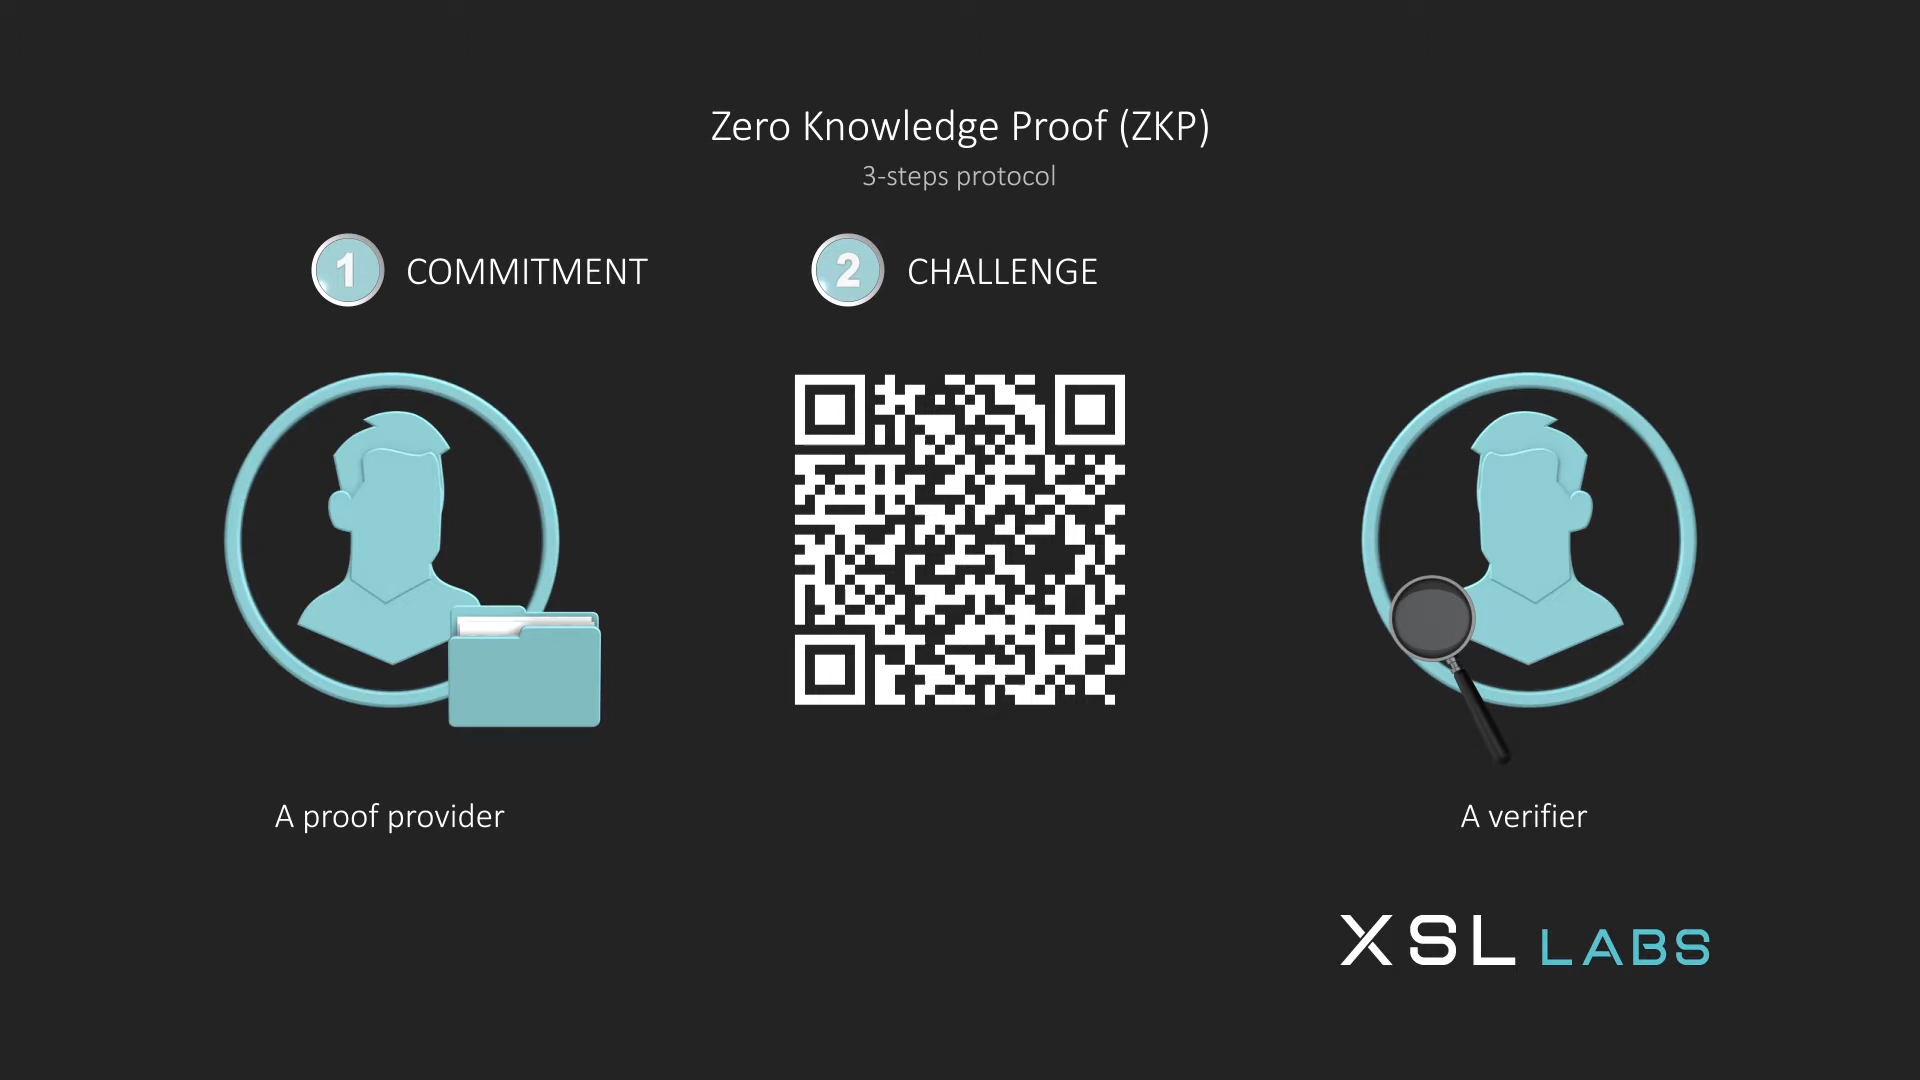 Zero Knowledge Proof (ZKP)
3-steps protocol
1 COMMITMENT
2 CHALLENGE
A proof provider
A verifier
XSL LABS